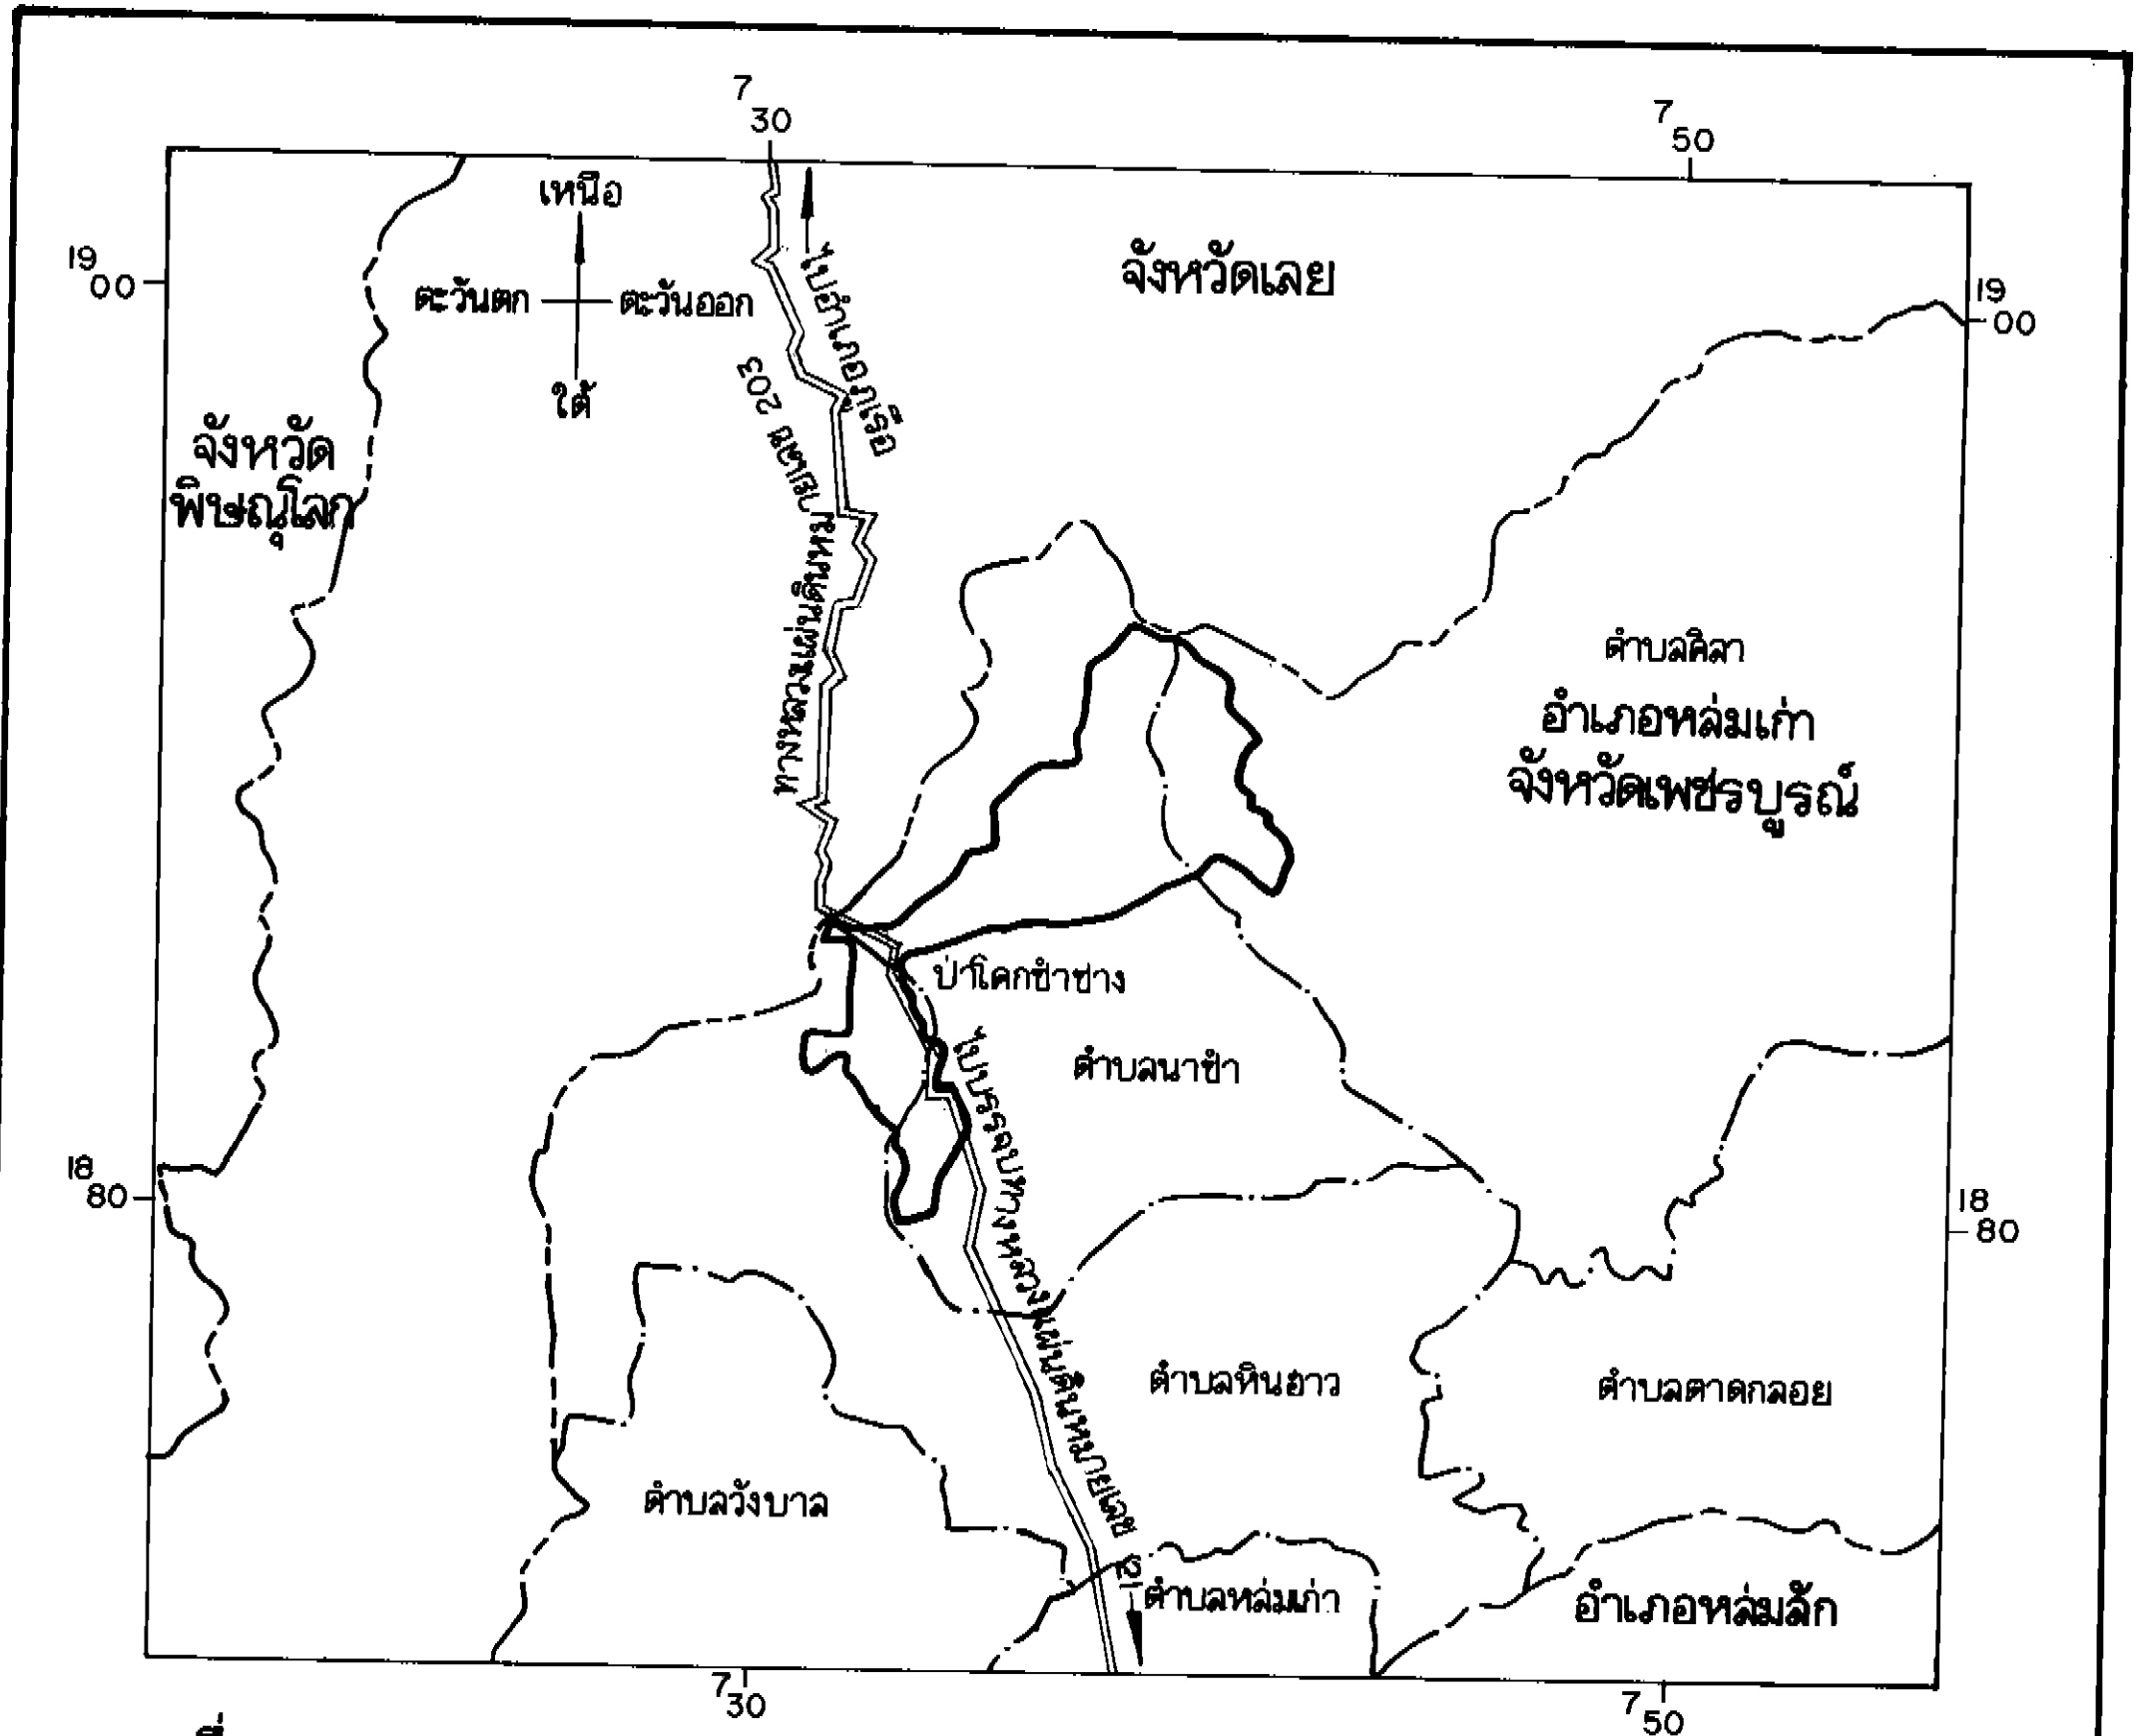 7
30
7
50
เหนือ
ตะวันตก
ตะวันออก
ใต้
19
00
19
00
จังหวัดเลย
ไปอำเภอภูเรือ
ทางหลวงแผ่นดินหมายเลข 203
จังหวัด
พิษณุโลก
ตำบลศิลา
อำเภอหล่มเก่า
จังหวัดเพชรบูรณ์
ป่าโคกซำซาง
ตำบลนาซำ
ไปบรรจบทางหลวงแผ่นดินหมายเลข 21
18
80
18
80
ตำบลหินฮาว
ตำบลตาดกลอย
ตำบลวังบาล
ตำบลหล่มเก่า
อำเภอหล่มสัก
7
30
7
50